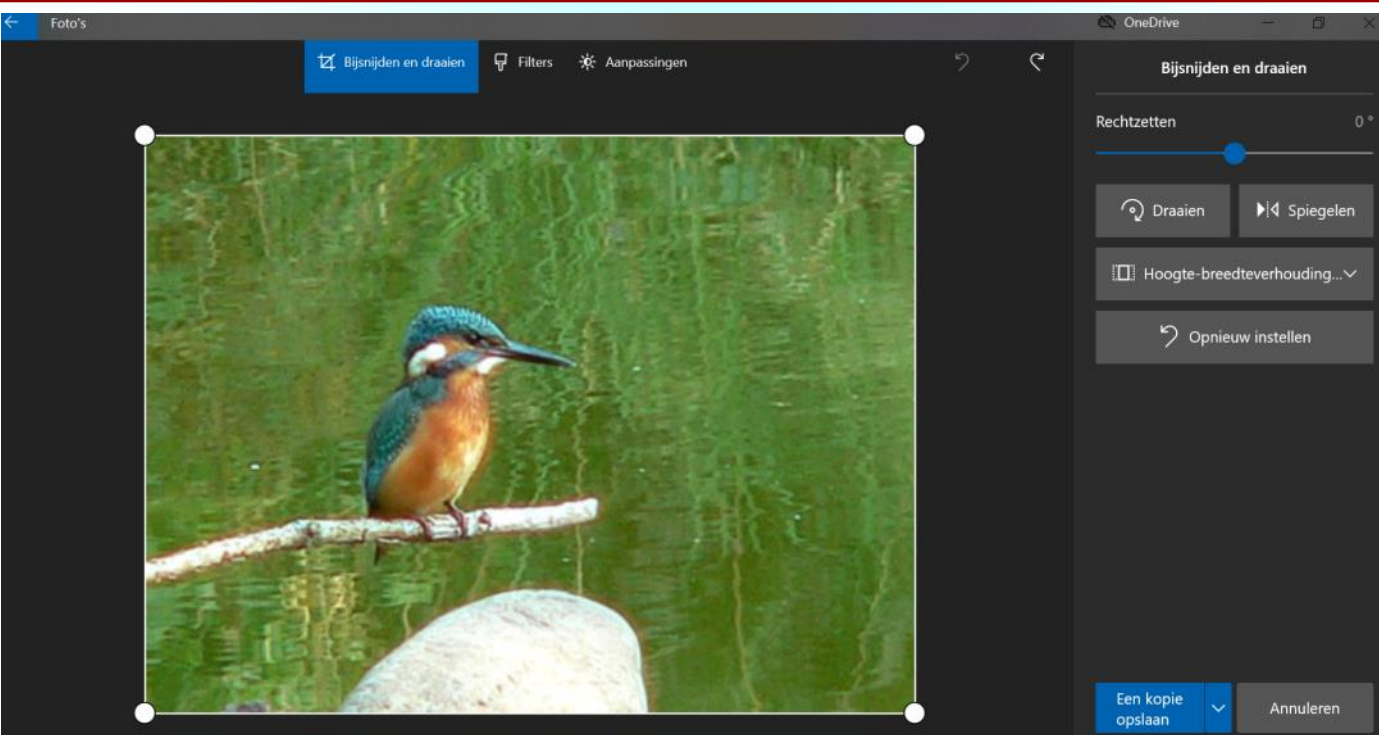 Foto's
OneDrive
Bijsnijden en draaien
Filters
Aanpassingen
Bijsnijden en draaien
Rechtzetten
0 °
Draaien
Spiegelen
Hoogte-breedteverhouding...
Opnieuw instellen
Een kopie
opslaan
Annuleren